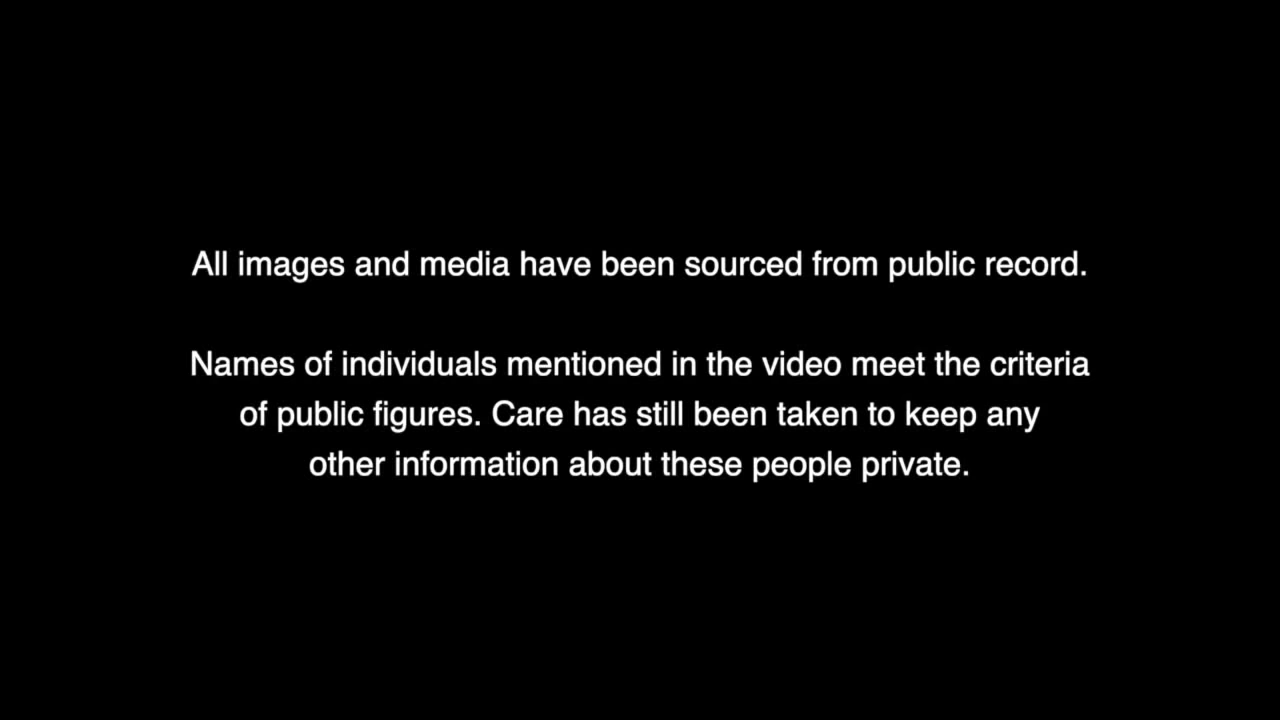 All images and media have been sourced from public record.
Names of individuals mentioned in the video meet the criteria
of public figures. Care has still been taken to keep any
other information about these people private.